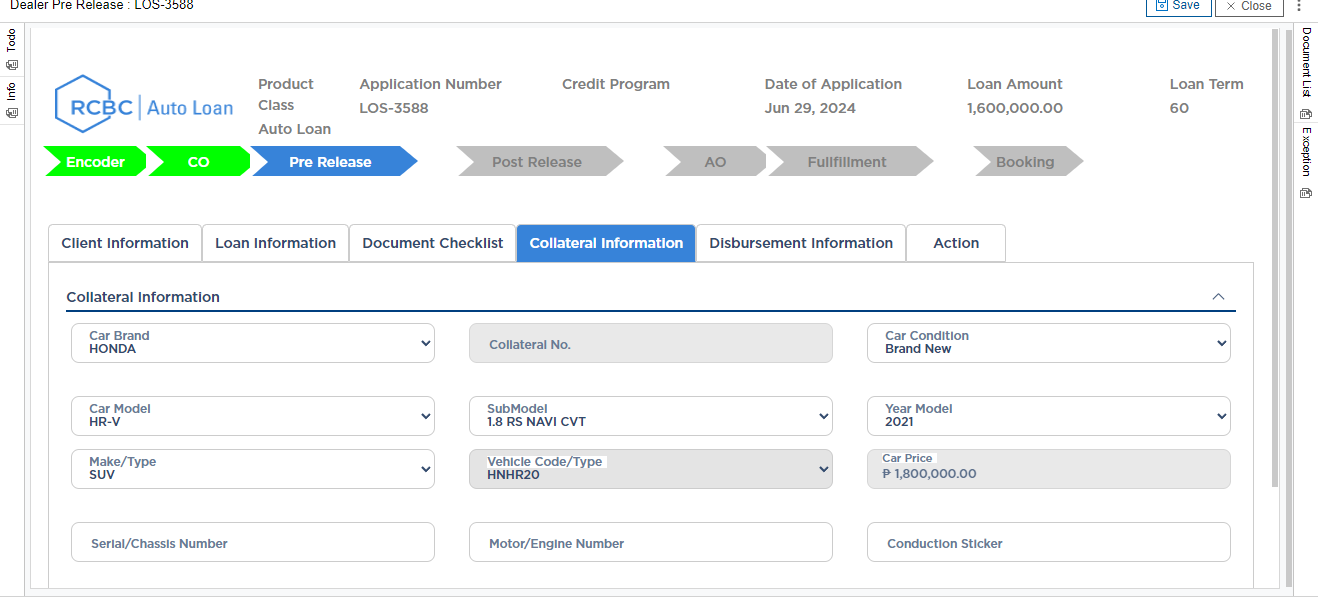 Dealer Pre Release : LOS-3588
Save
Close
Todo
Info
Document List
Exception
RCBC Auto Loan
Product Class
Auto Loan
Application Number
LOS-3588
Credit Program
Date of Application
Jun 29, 2024
Loan Amount
1,600,000.00
Loan Term
60
Encoder
CO
Pre Release
Post Release
AO
Fullfillment
Booking
Client Information
Loan Information
Document Checklist
Collateral Information
Disbursement Information
Action
Collateral Information
Car Brand
HONDA
Collateral No.
Car Condition
Brand New
Car Model
HR-V
SubModel
1.8 RS NAVI CVT
Year Model
2021
Make/Type
SUV
Vehicle Code/Type
HNHR20
Car Price
₱ 1,800,000.00
Serial/Chassis Number
Motor/Engine Number
Conduction Sticker